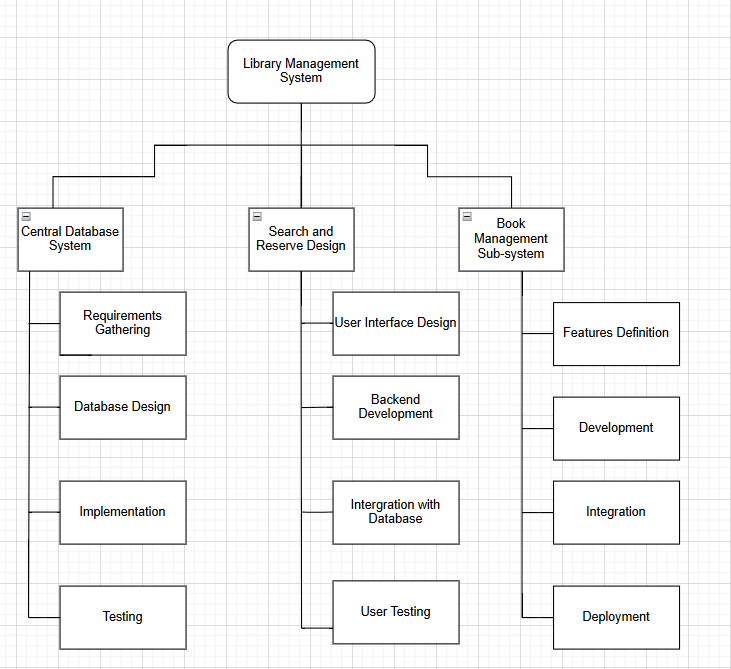 Library Management
System
Central Database
System
Search and
Reserve Design
Book
Management
Sub-system
Requirements
Gathering
Database Design
Implementation
Testing
User Interface Design
Backend
Development
Intergration with
Database
User Testing
Features Definition
Development
Integration
Deployment